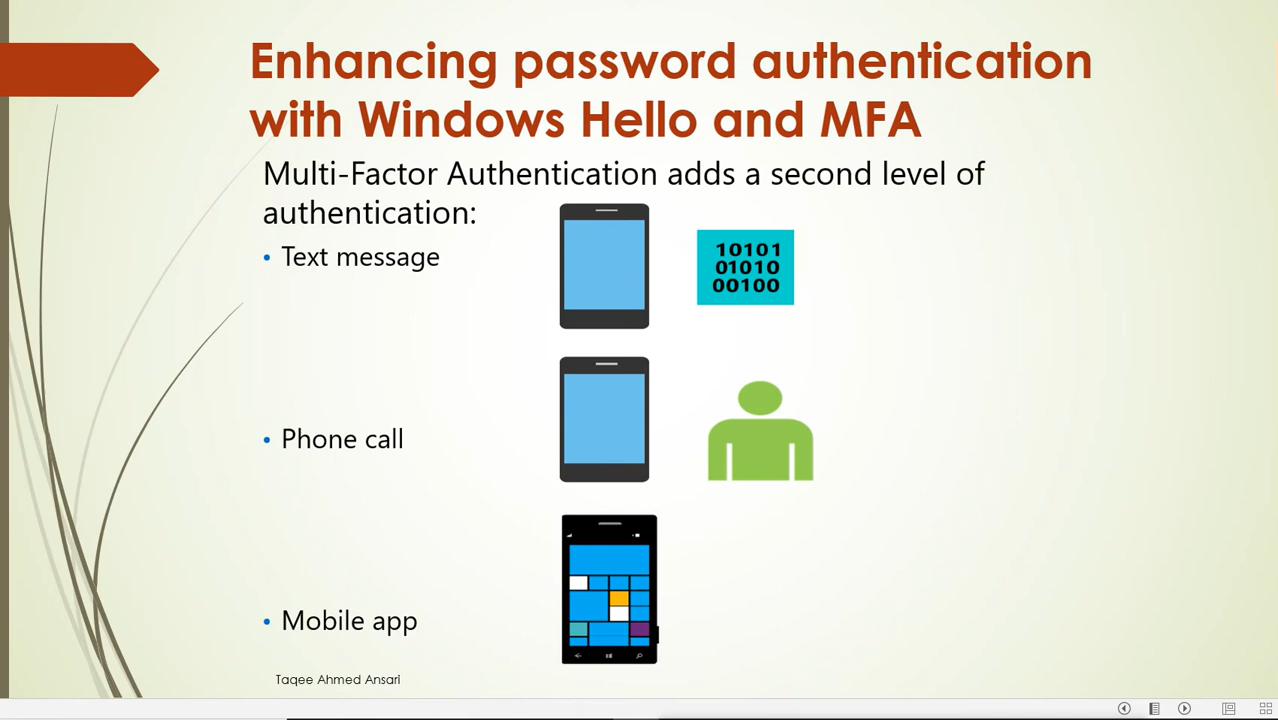 Enhancing password authentication
with Windows Hello and MFA
Multi-Factor Authentication adds a second level of
authentication:
• Text message
10101
01010
00100
• Phone call
• Mobile app
Taqee Ahmed Ansari